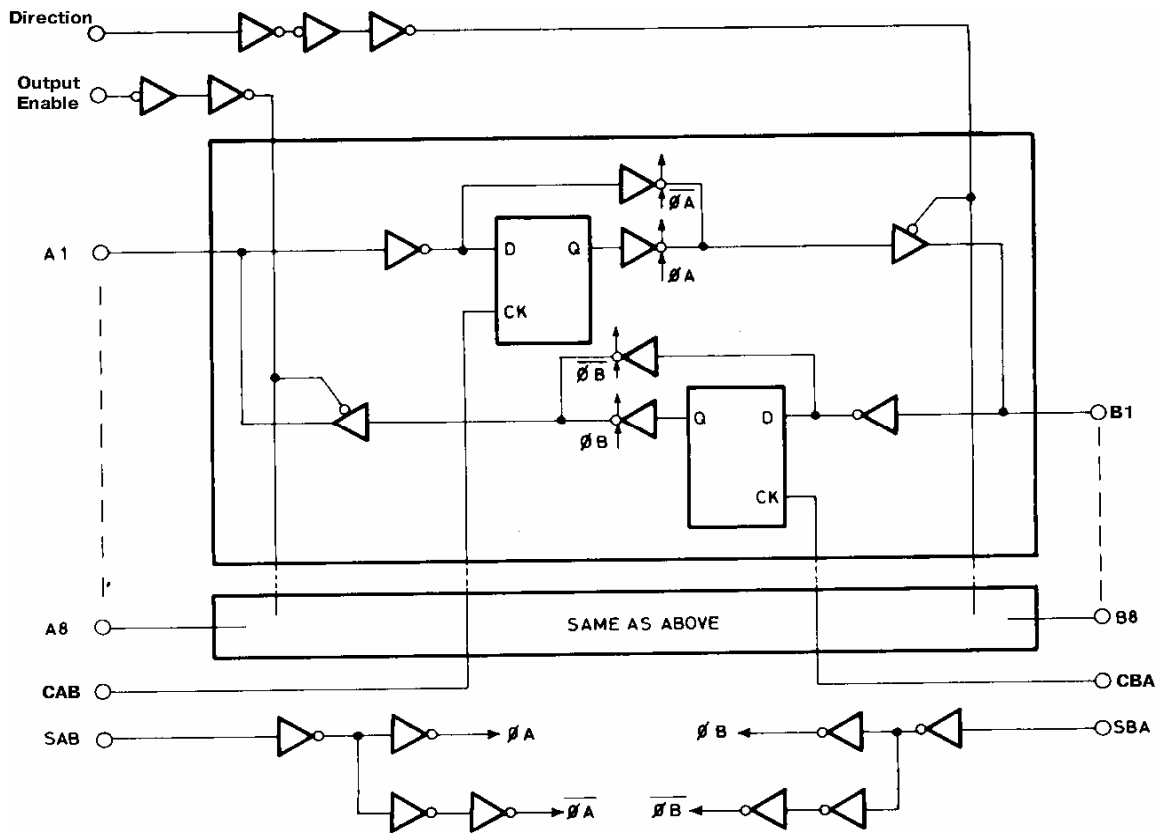 Direction
Output
Enable
A1
D
Q
CK
ØA̅
ØA
ØB̅
ØB
Q
D
CK
B1
A8
SAME AS ABOVE
B8
CAB
CBA
SAB
ØA
ØB
SBA
ØA̅
ØB̅